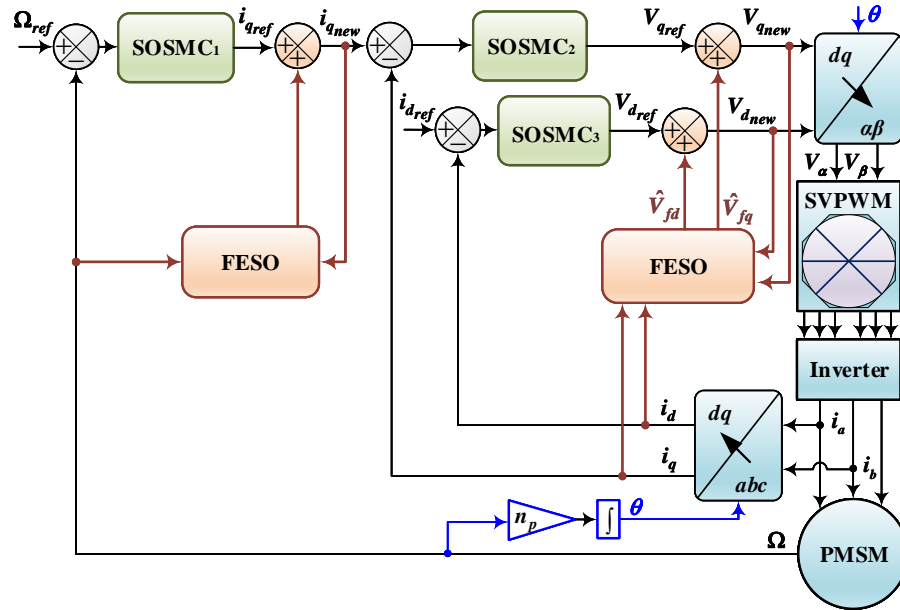 Ω_ref
SOSMC₁
i_qref
i_qnew
SOSMC₂
V_qref
V_qnew
θ
dq
αβ
i_dref
SOSMC₃
V_dref
V_dnew
V_α
V_β
SVPWM
V̂_fd
V̂_fq
FESO
FESO
Inverter
i_d
dq
i_a
i_q
abc
i_b
n_p
∫
θ
Ω
PMSM